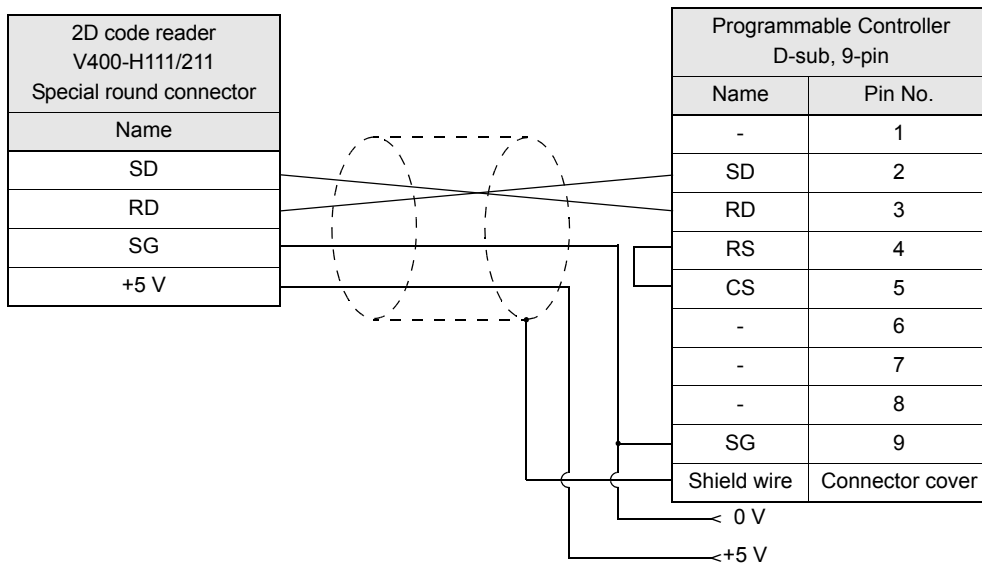 2D code reader
V400-H111/211
Special round connector
Name
SD
RD
SG
+5 V
Programmable Controller
D-sub, 9-pin
Name Pin No.
- 1
SD 2
RD 3
RS 4
CS 5
- 6
- 7
- 8
SG 9
Shield wire Connector cover
0 V
+5 V